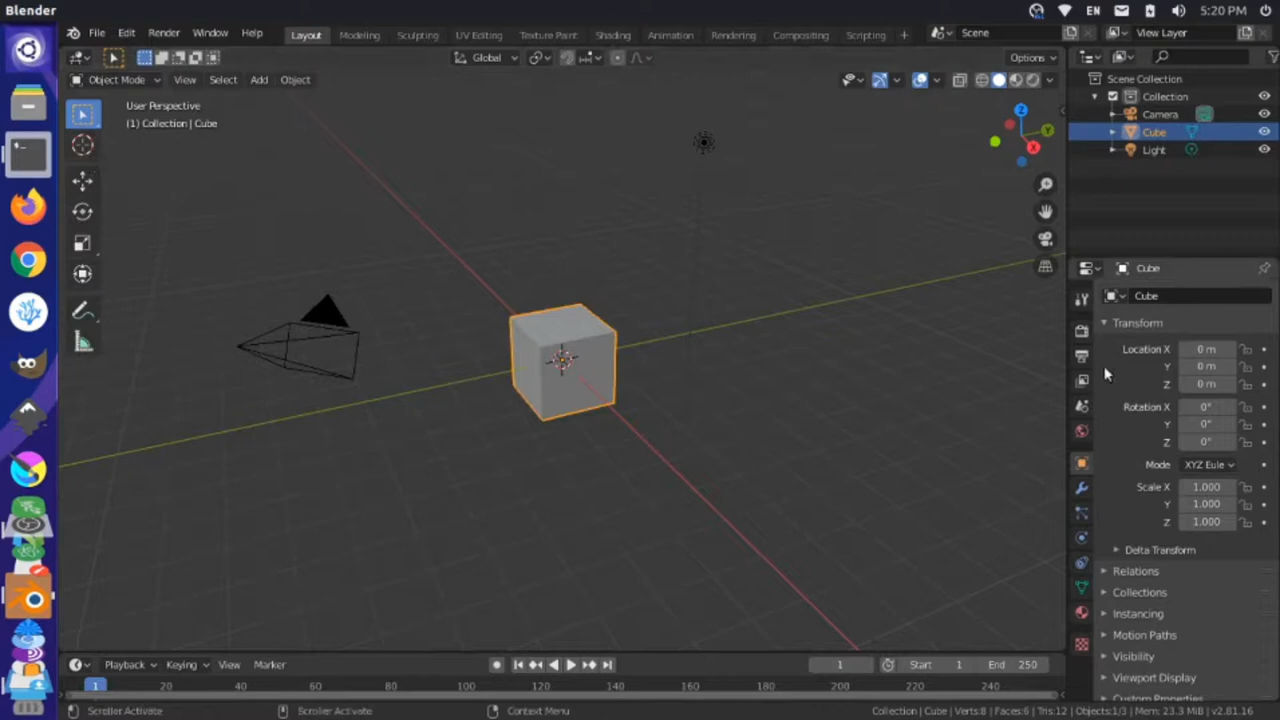 Blender
EN 5:20 PM
File Edit Render Window Help
Layout Modeling Sculpting UV Editing Texture Paint Shading Animation Rendering Compositing Scripting +
Scene
View Layer
Global
Options
Object Mode View Select Add Object
User Perspective
(1) Collection | Cube
Z
Y
X
Scene Collection
Collection
Camera
Cube
Light
Cube
Cube
Transform
Location X 0 m
Y 0 m
Z 0 m
Rotation X 0°
Y 0°
Z 0°
Mode XYZ Eule
Scale X 1.000
Y 1.000
Z 1.000
Delta Transform
Relations
Collections
Instancing
Motion Paths
Visibility
Viewport Display
Custom Properties
Playback Keying View Marker
1 Start 1 End 250
1 20 40 60 80 100 120 140 160 180 200 220 240
Scroller Activate Scroller Activate Context Menu
Collection | Cube | Verts:8 | Faces:6 | Tris:12 | Objects:1/3 | Mem: 23.3 MiB | v2.81.16